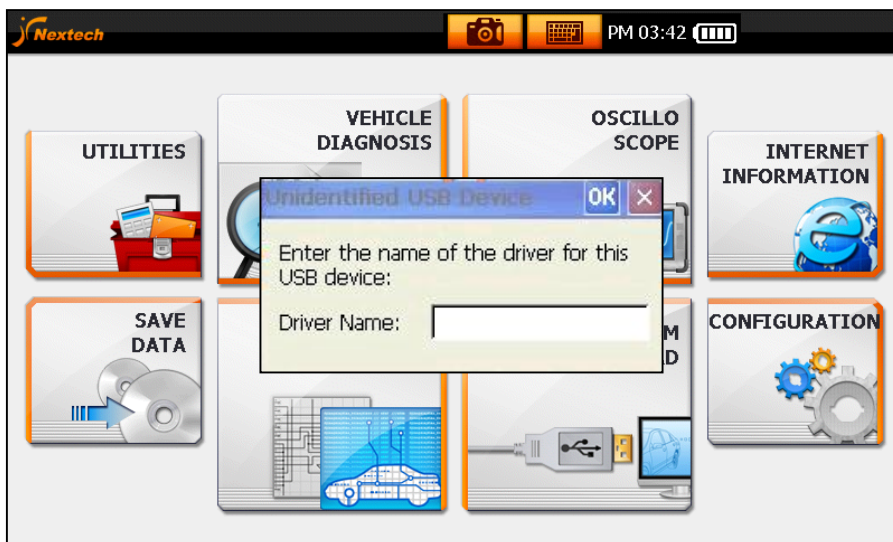 Nextech
PM 03:42
UTILITIES
VEHICLE
DIAGNOSIS
OSCILLO
SCOPE
INTERNET
INFORMATION
Unidentified USB Device
OK
Enter the name of the driver for this
USB device:
Driver Name:
SAVE
DATA
M
D
CONFIGURATION